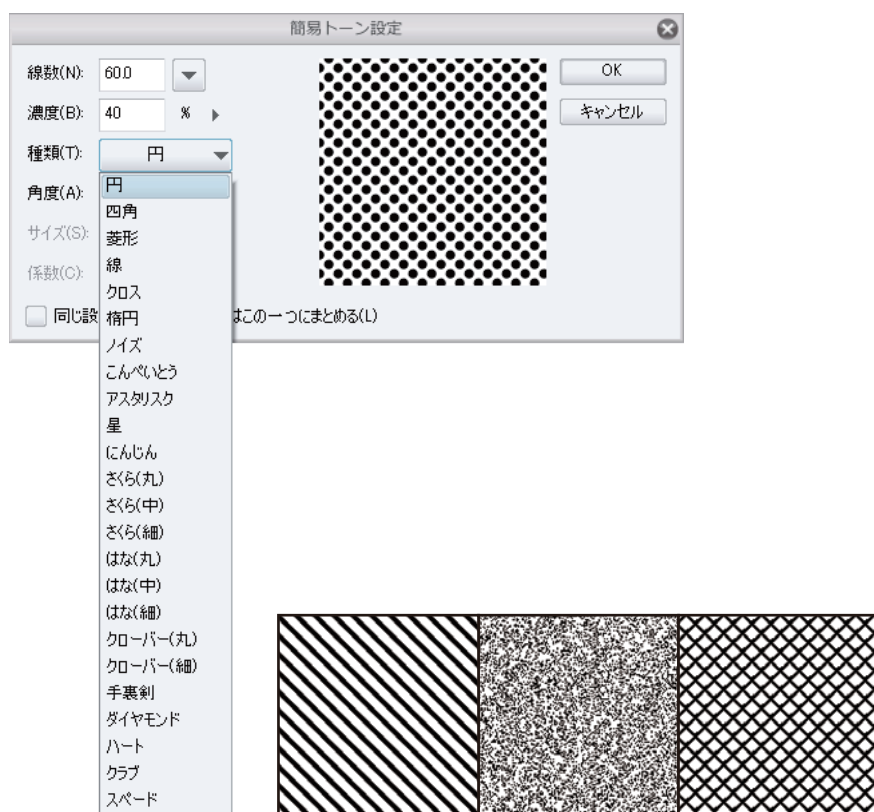 簡易トーン設定
線数(N): 60.0
OK
濃度(B): 40 %
キャンセル
種類(T): 円
角度(A):
サイズ(S):
係数(C):
同じ設
はこの一つにまとめる(L)
円
四角
菱形
線
クロス
楕円
ノイズ
こんぺいとう
アスタリスク
星
にんじん
さくら(丸)
さくら(中)
さくら(細)
はな(丸)
はな(中)
はな(細)
クローバー(丸)
クローバー(細)
手裏剣
ダイヤモンド
ハート
クラブ
スペード